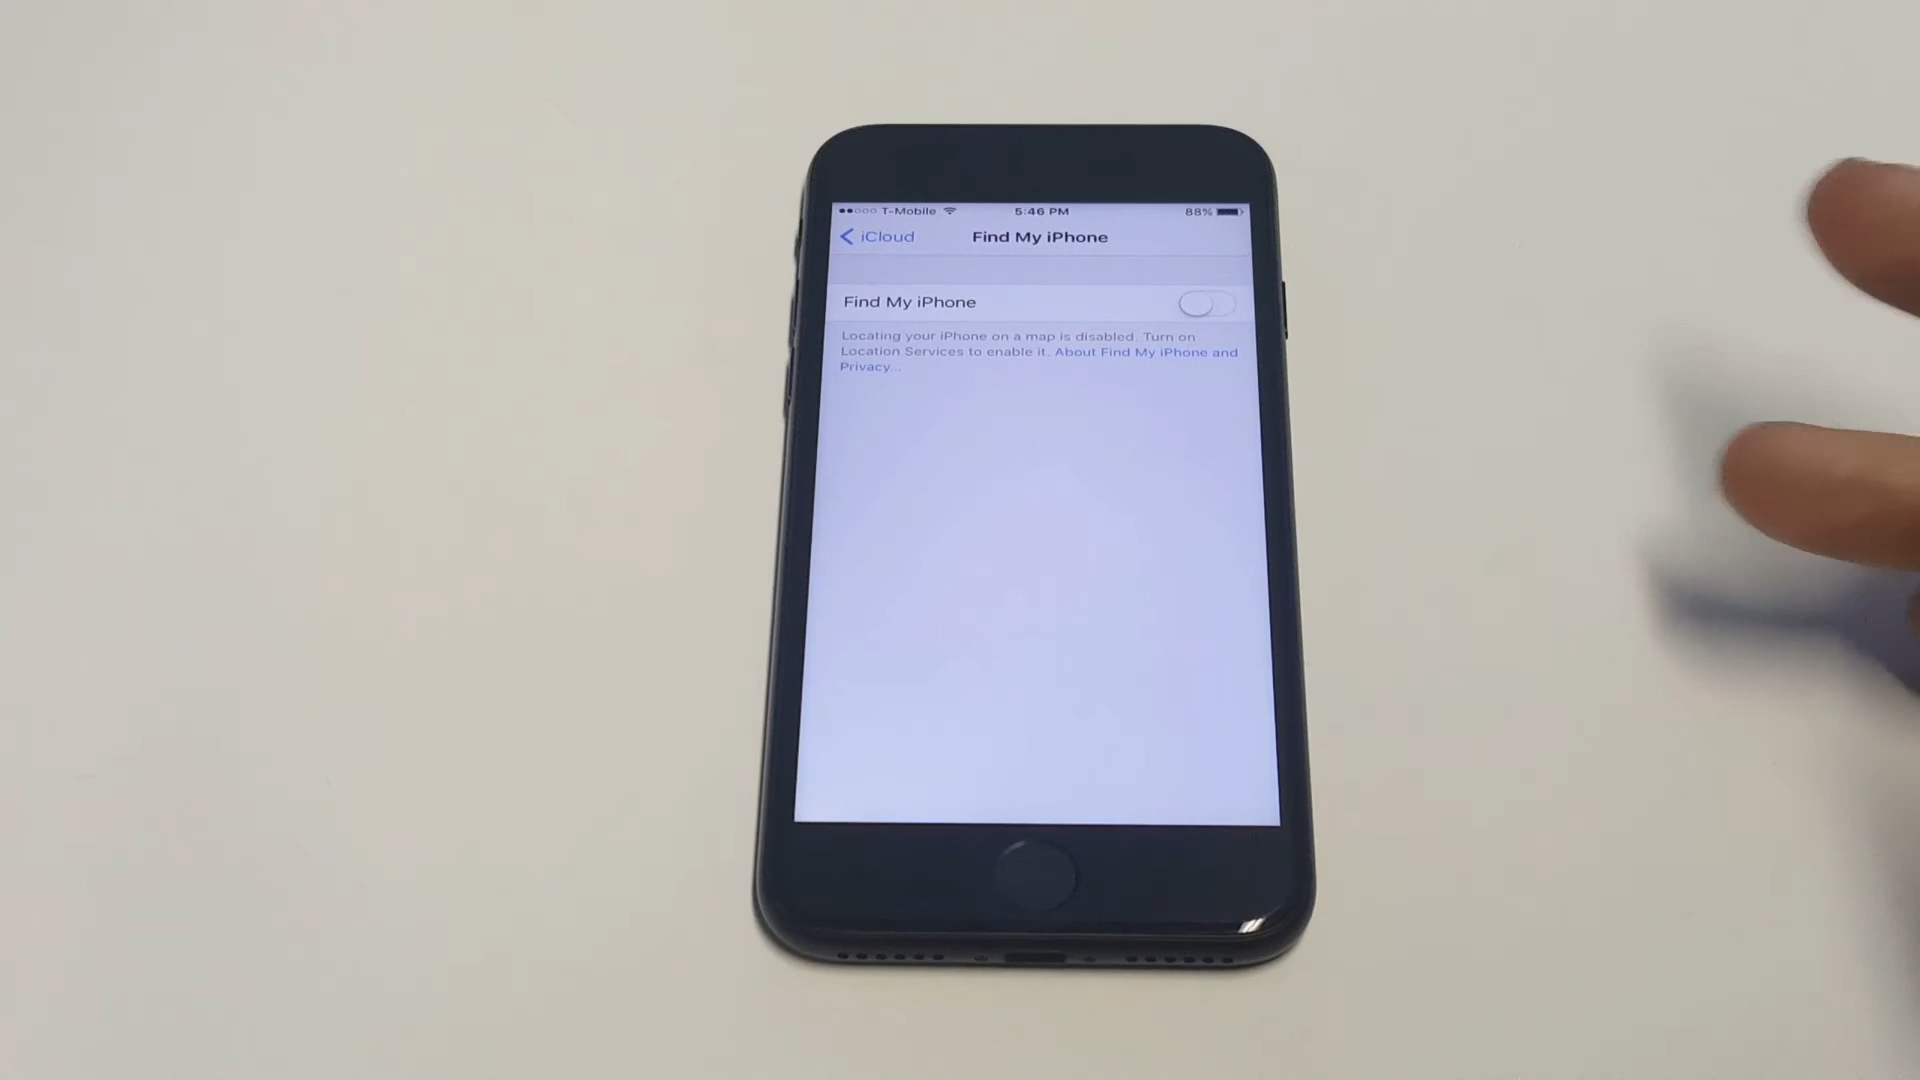 T-Mobile 5:46 PM 88%
iCloud Find My iPhone
Find My iPhone
Locating your iPhone on a map is disabled. Turn on
Location Services to enable it. About Find My iPhone and
Privacy...